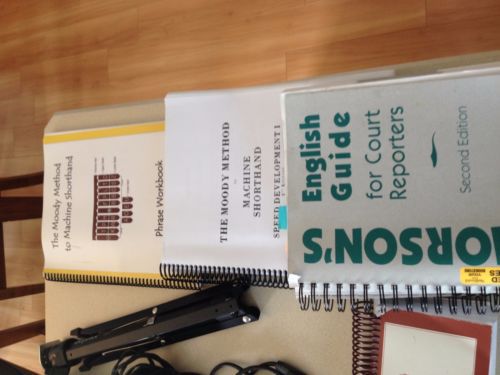 The Moody Method
to Machine Shorthand
Phrase Workbook
THE MOODY METHOD
MACHINE
SHORTHAND
SPEED DEVELOPMENT I
English
Guide
for Court
Reporters
Second Edition
MORSON'S